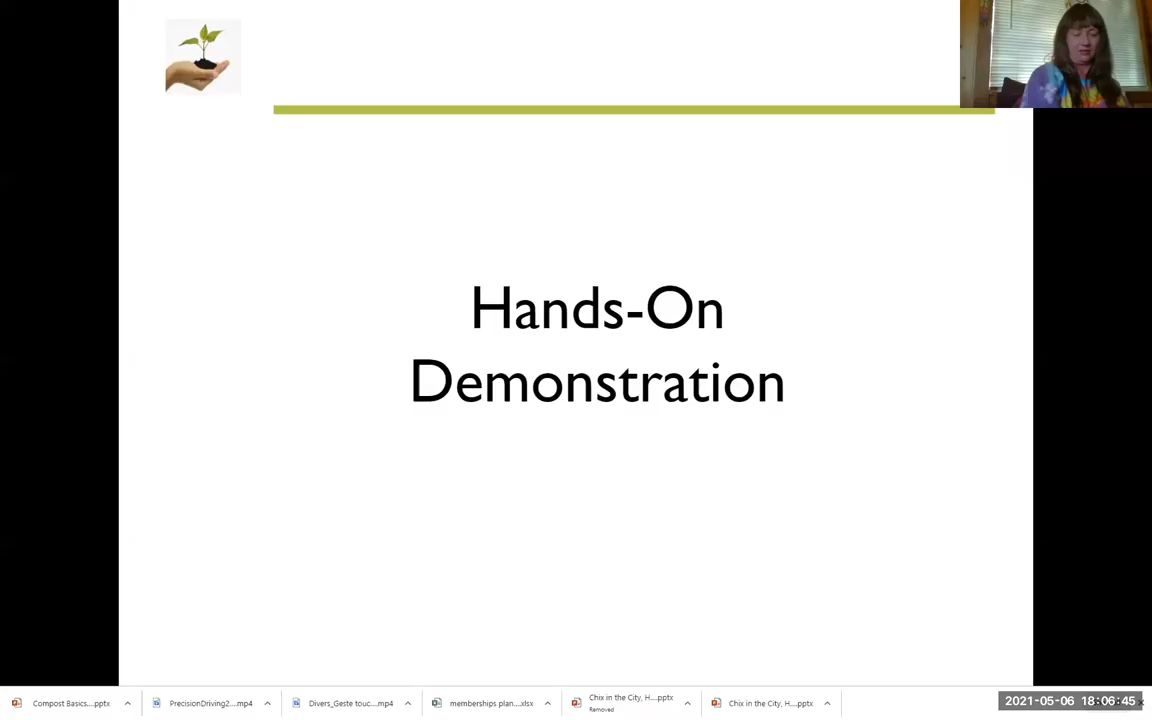 Hands-On
Demonstration
Compost Basics....pptx
PrecisionDriving2....mp4
Divers_Geste touc....mp4
memberships plan....xlsx
Chix in the City, H....pptx
Removed
Chix in the City, H....pptx
2021-05-06 18:06:45